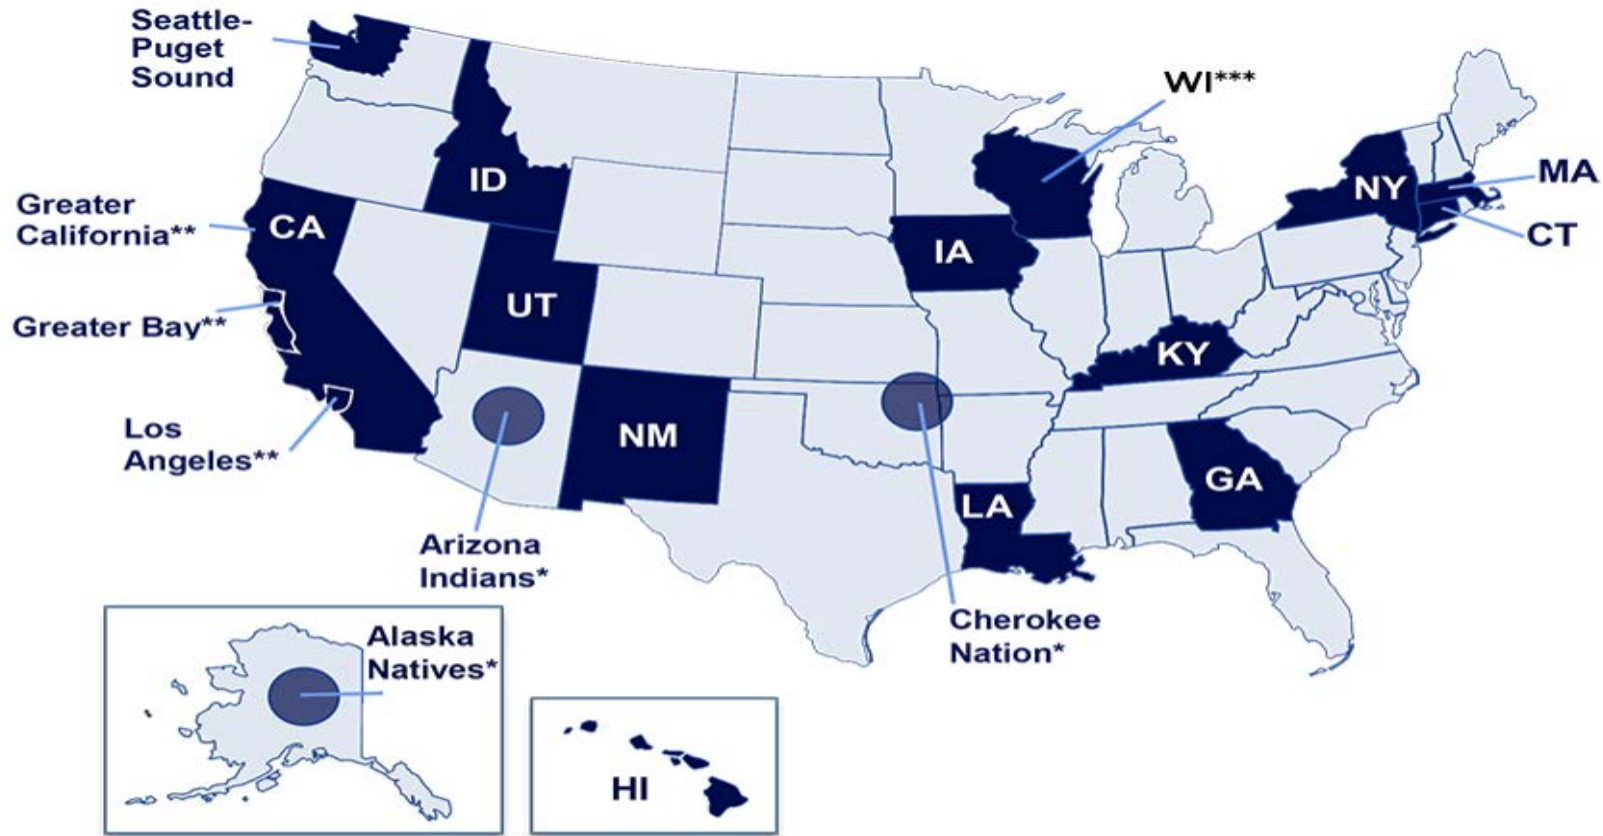 Seattle-
Puget
Sound
WI***
ID
NY
MA
Greater
California**
CA
CT
IA
UT
Greater Bay**
KY
Los
Angeles**
NM
GA
LA
Arizona
Indians*
Cherokee
Nation*
Alaska
Natives*
HI